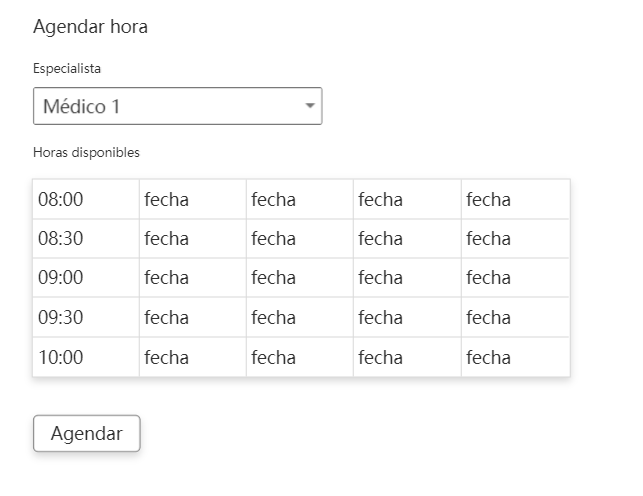 Agendar hora
Especialista
Médico 1
Horas disponibles
08:00 fecha fecha fecha fecha
08:30 fecha fecha fecha fecha
09:00 fecha fecha fecha fecha
09:30 fecha fecha fecha fecha
10:00 fecha fecha fecha fecha
Agendar